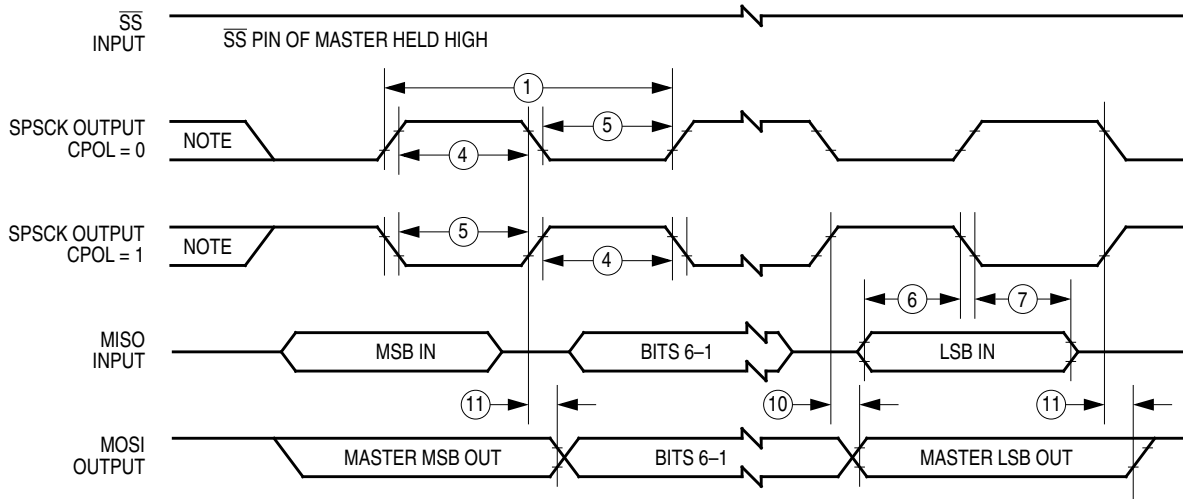 SS
INPUT
SS PIN OF MASTER HELD HIGH
1
SPSCK OUTPUT
CPOL = 0
NOTE
4
5
SPSCK OUTPUT
CPOL = 1
NOTE
5
4
6
7
MISO
INPUT
MSB IN
BITS 6–1
LSB IN
11
10
11
MOSI
OUTPUT
MASTER MSB OUT
BITS 6–1
MASTER LSB OUT